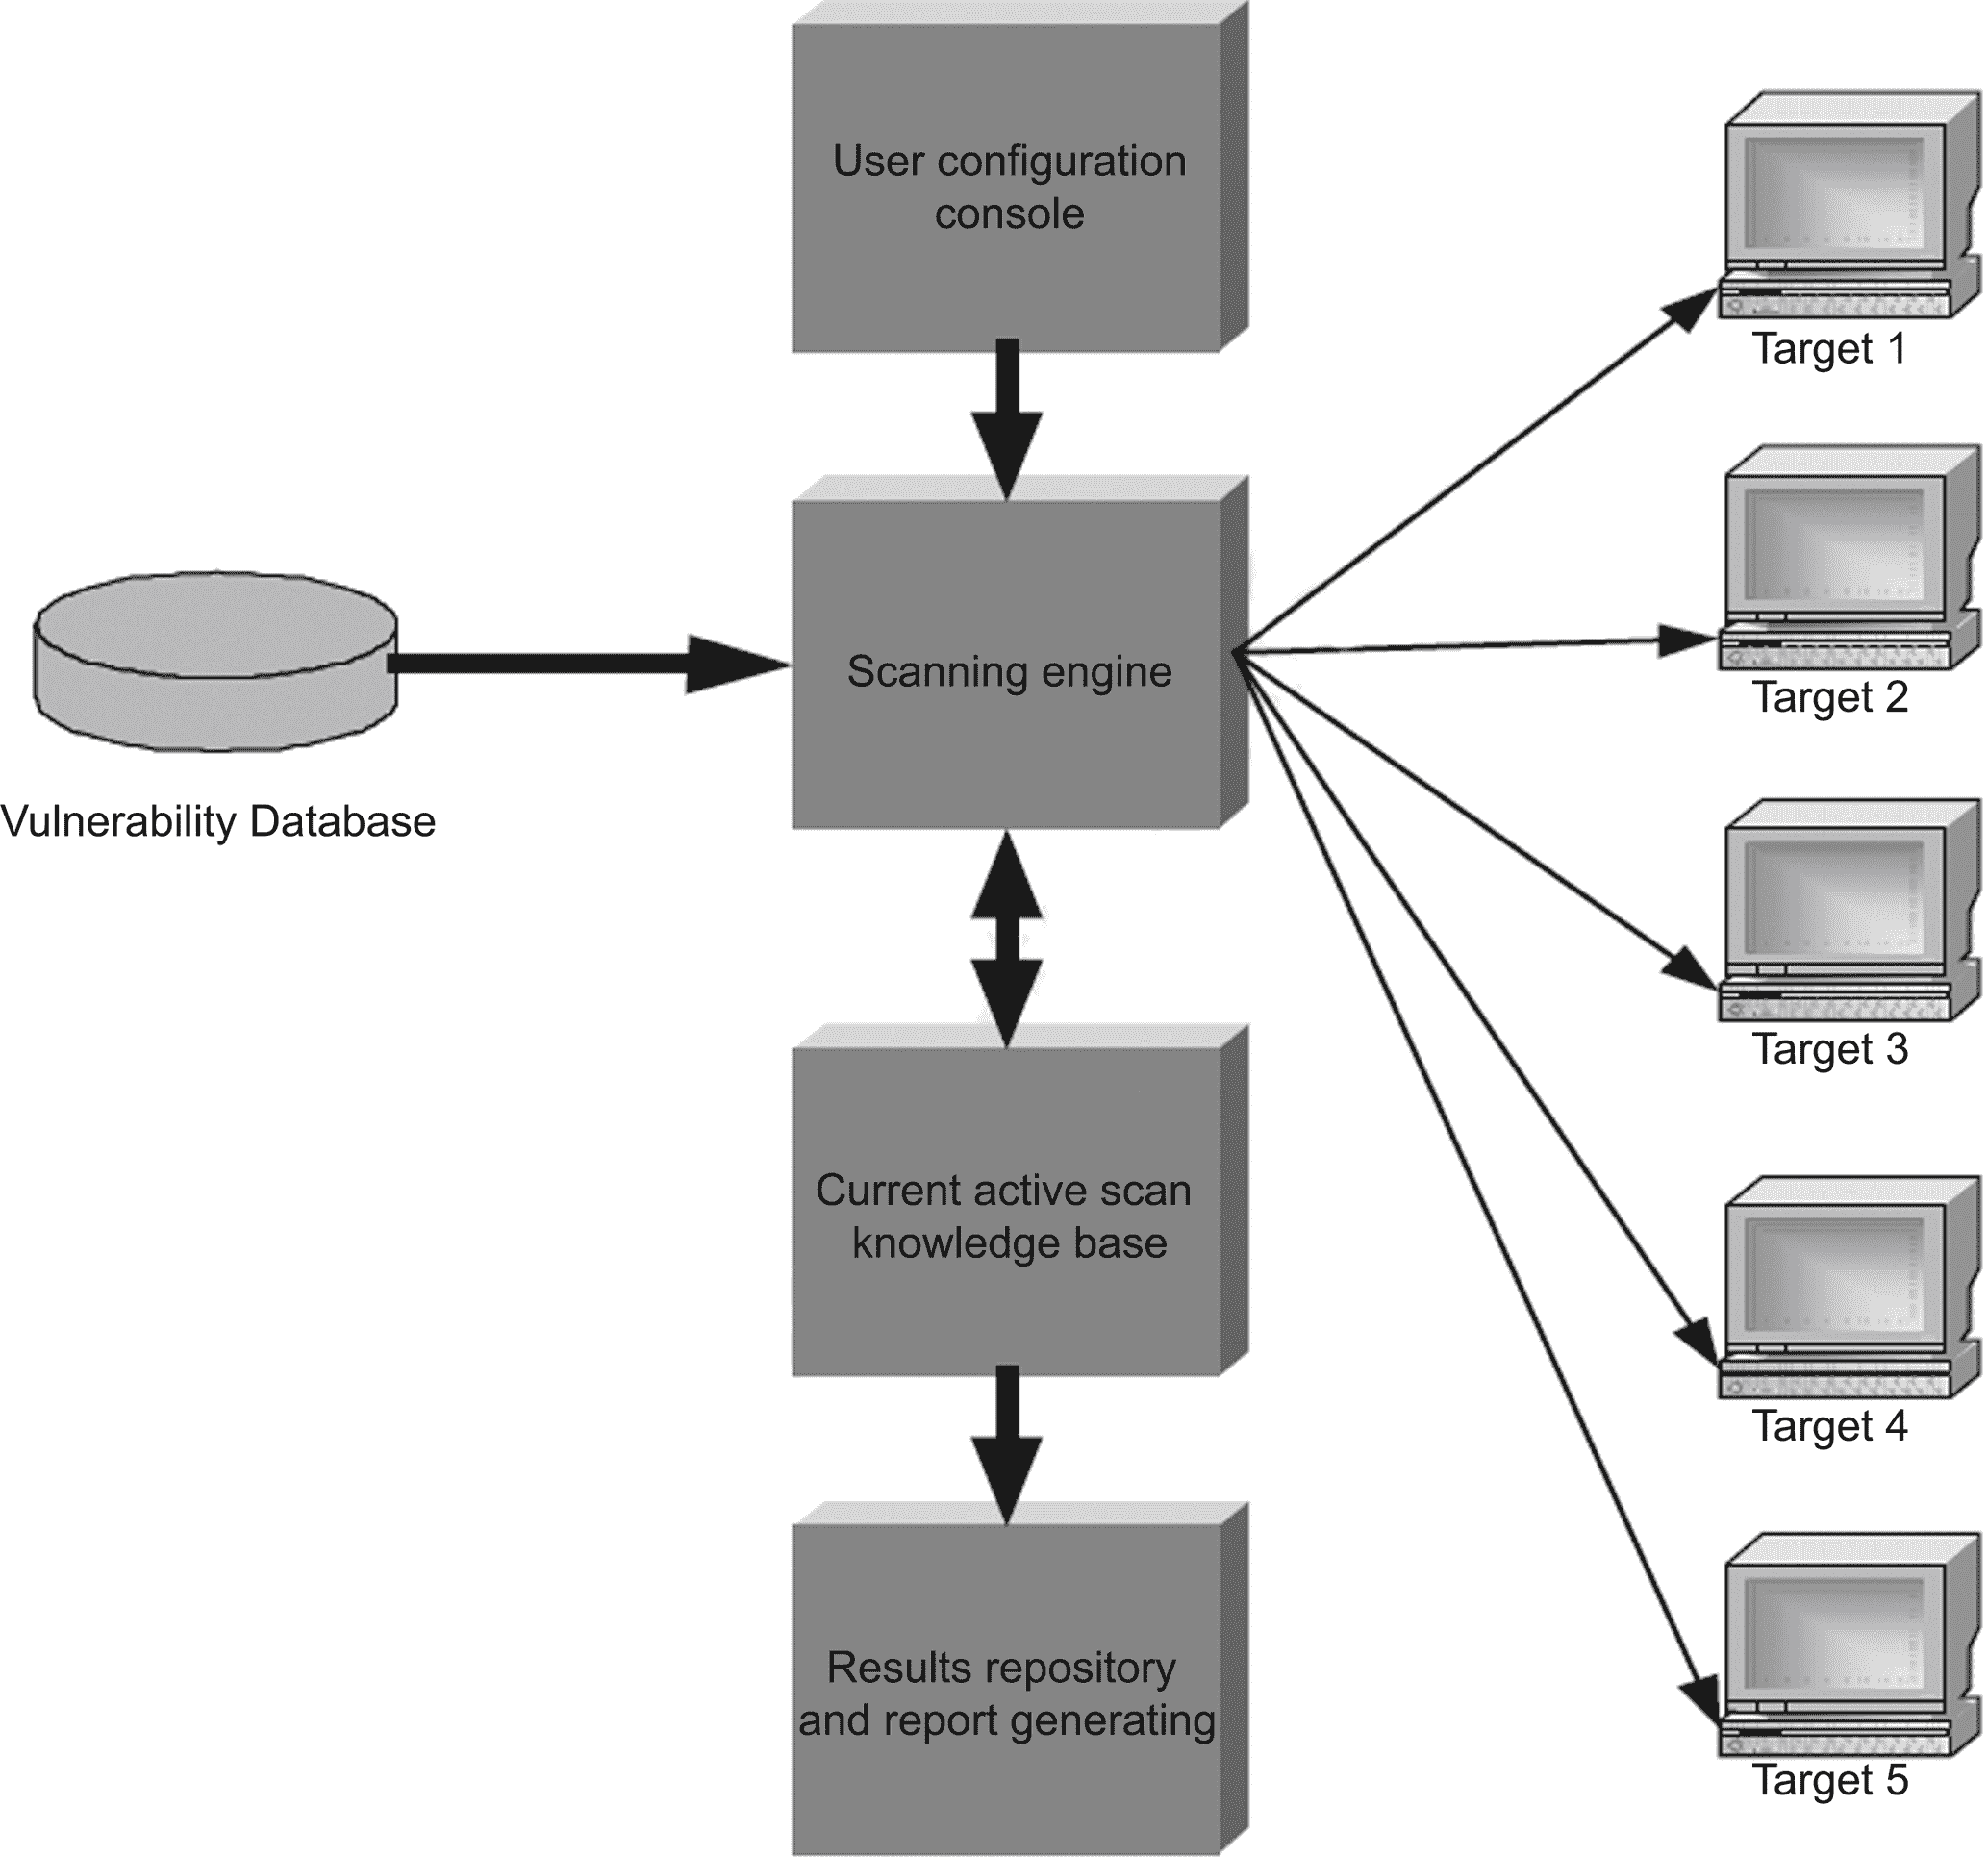 User configuration
console
Target 1
Target 2
Scanning engine
Vulnerability Database
Target 3
Current active scan
knowledge base
Target 4
Results repository
and report generating
Target 5